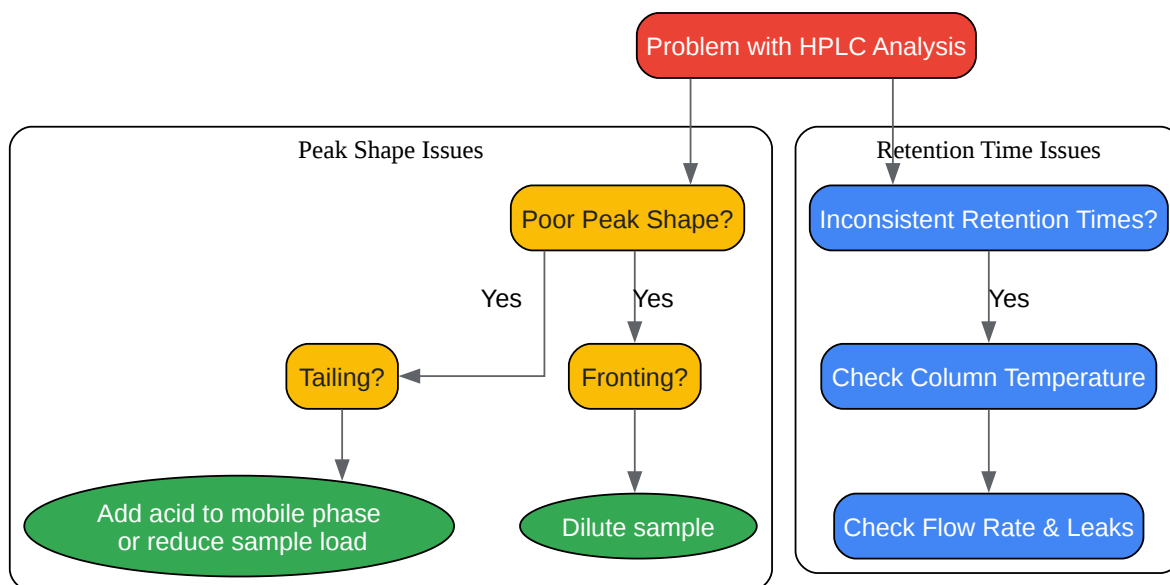 Problem with HPLC Analysis
Peak Shape Issues
Retention Time Issues
Poor Peak Shape?
Inconsistent Retention Times?
Yes
Yes
Yes
Tailing?
Fronting?
Check Column Temperature
Add acid to mobile phase
or reduce sample load
Dilute sample
Check Flow Rate & Leaks